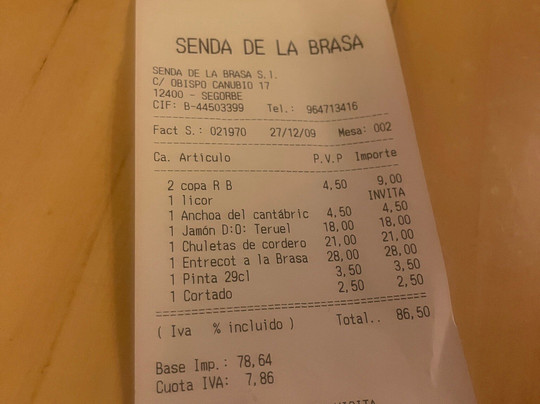 SENDA DE LA BRASA
SENDA DE LA BRASA S.l.
C/ OBISPO CANUBIO 17
12400 - SEGORBE
CIF: B-44503399 Tel.: 964713416
Fact S.: 021970 27/12/09 Mesa: 002
Ca. Articulo P.V.P Importe
2 copa R B 4,50 9,00
1 licor INVITA
1 Anchoa del cantábric 4,50 4,50
1 Jamón D:O: Teruel 18,00 18,00
1 Chuletas de cordero 21,00 21,00
1 Entrecot a la Brasa 28,00 28,00
1 Pinta 29cl 3,50 3,50
1 Cortado 2,50 2,50
( Iva % incluido ) Total.. 86,50
Base Imp.: 78,64
Cuota IVA: 7,86